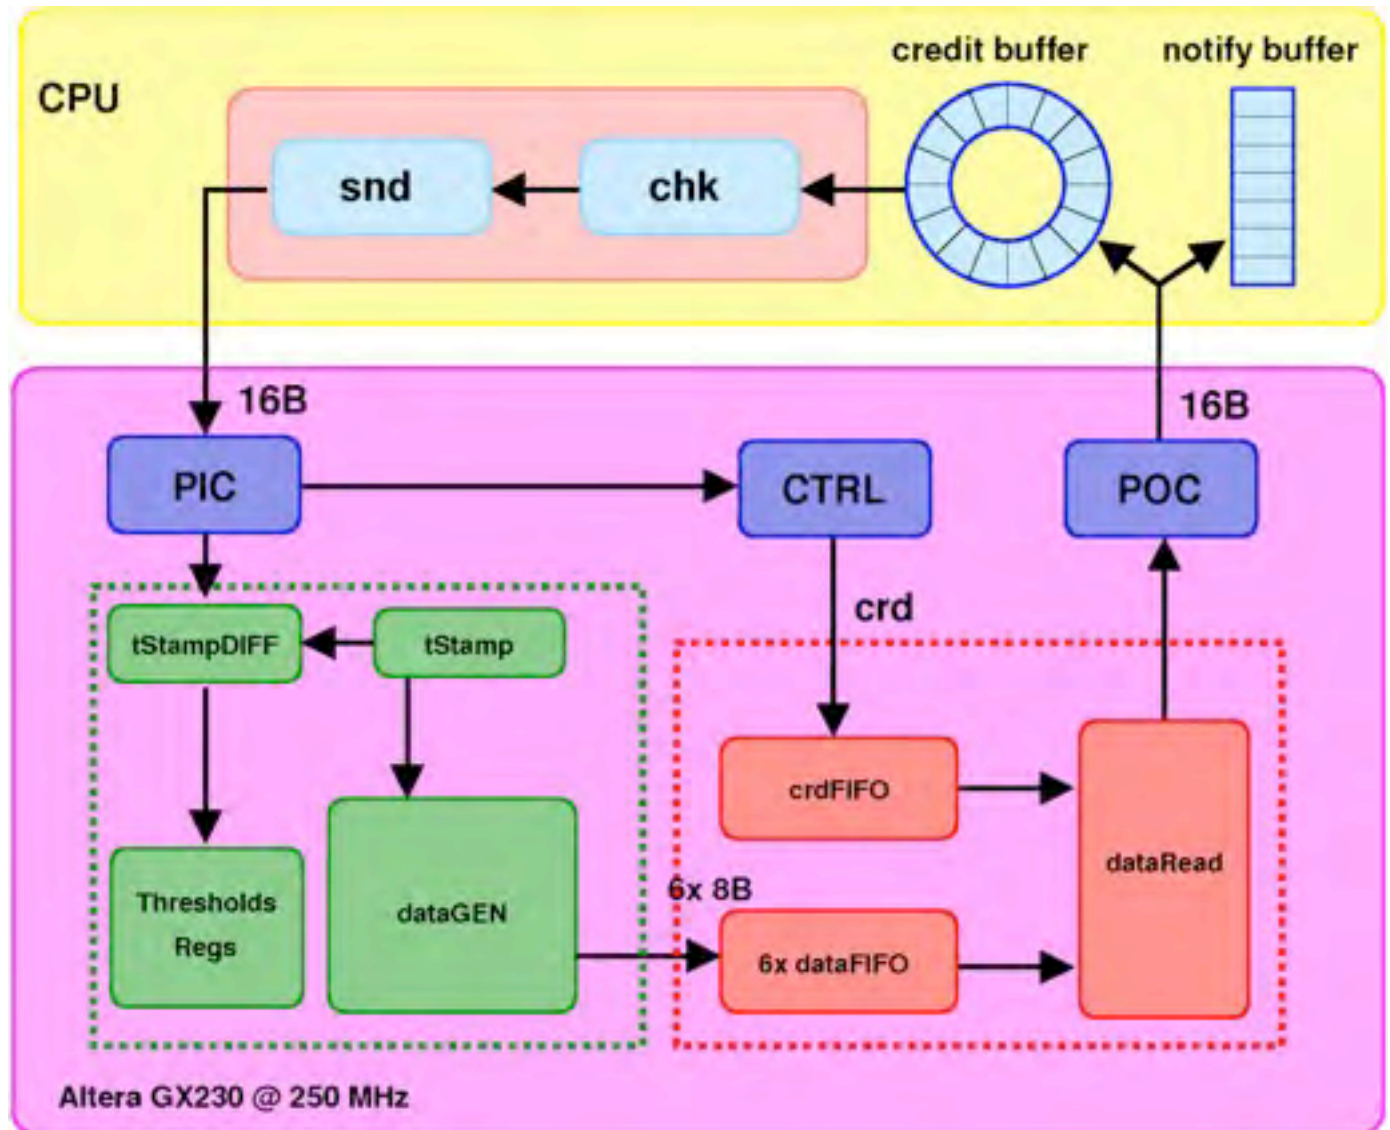 credit buffer
notify buffer
CPU
snd
chk
16B
16B
PIC
CTRL
POC
crd
tStampDIFF
tStamp
crdFIFO
dataRead
6x 8B
Thresholds
Regs
dataGEN
6x dataFIFO
Altera GX230 @ 250 MHz